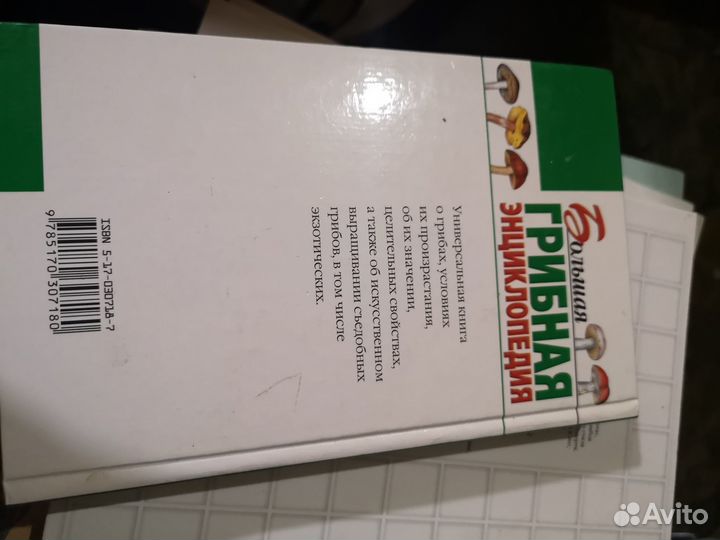 Большая
ГРИБНАЯ
ЭНЦИКЛОПЕДИЯ
Универсальная книга
о грибах, условиях
их произрастания,
об их значении,
целительных свойствах,
а также об искусственном
выращивании съедобных
грибов, в том числе
экзотических.
ISBN 5-17-030718-7
9 785170 307180
Avito